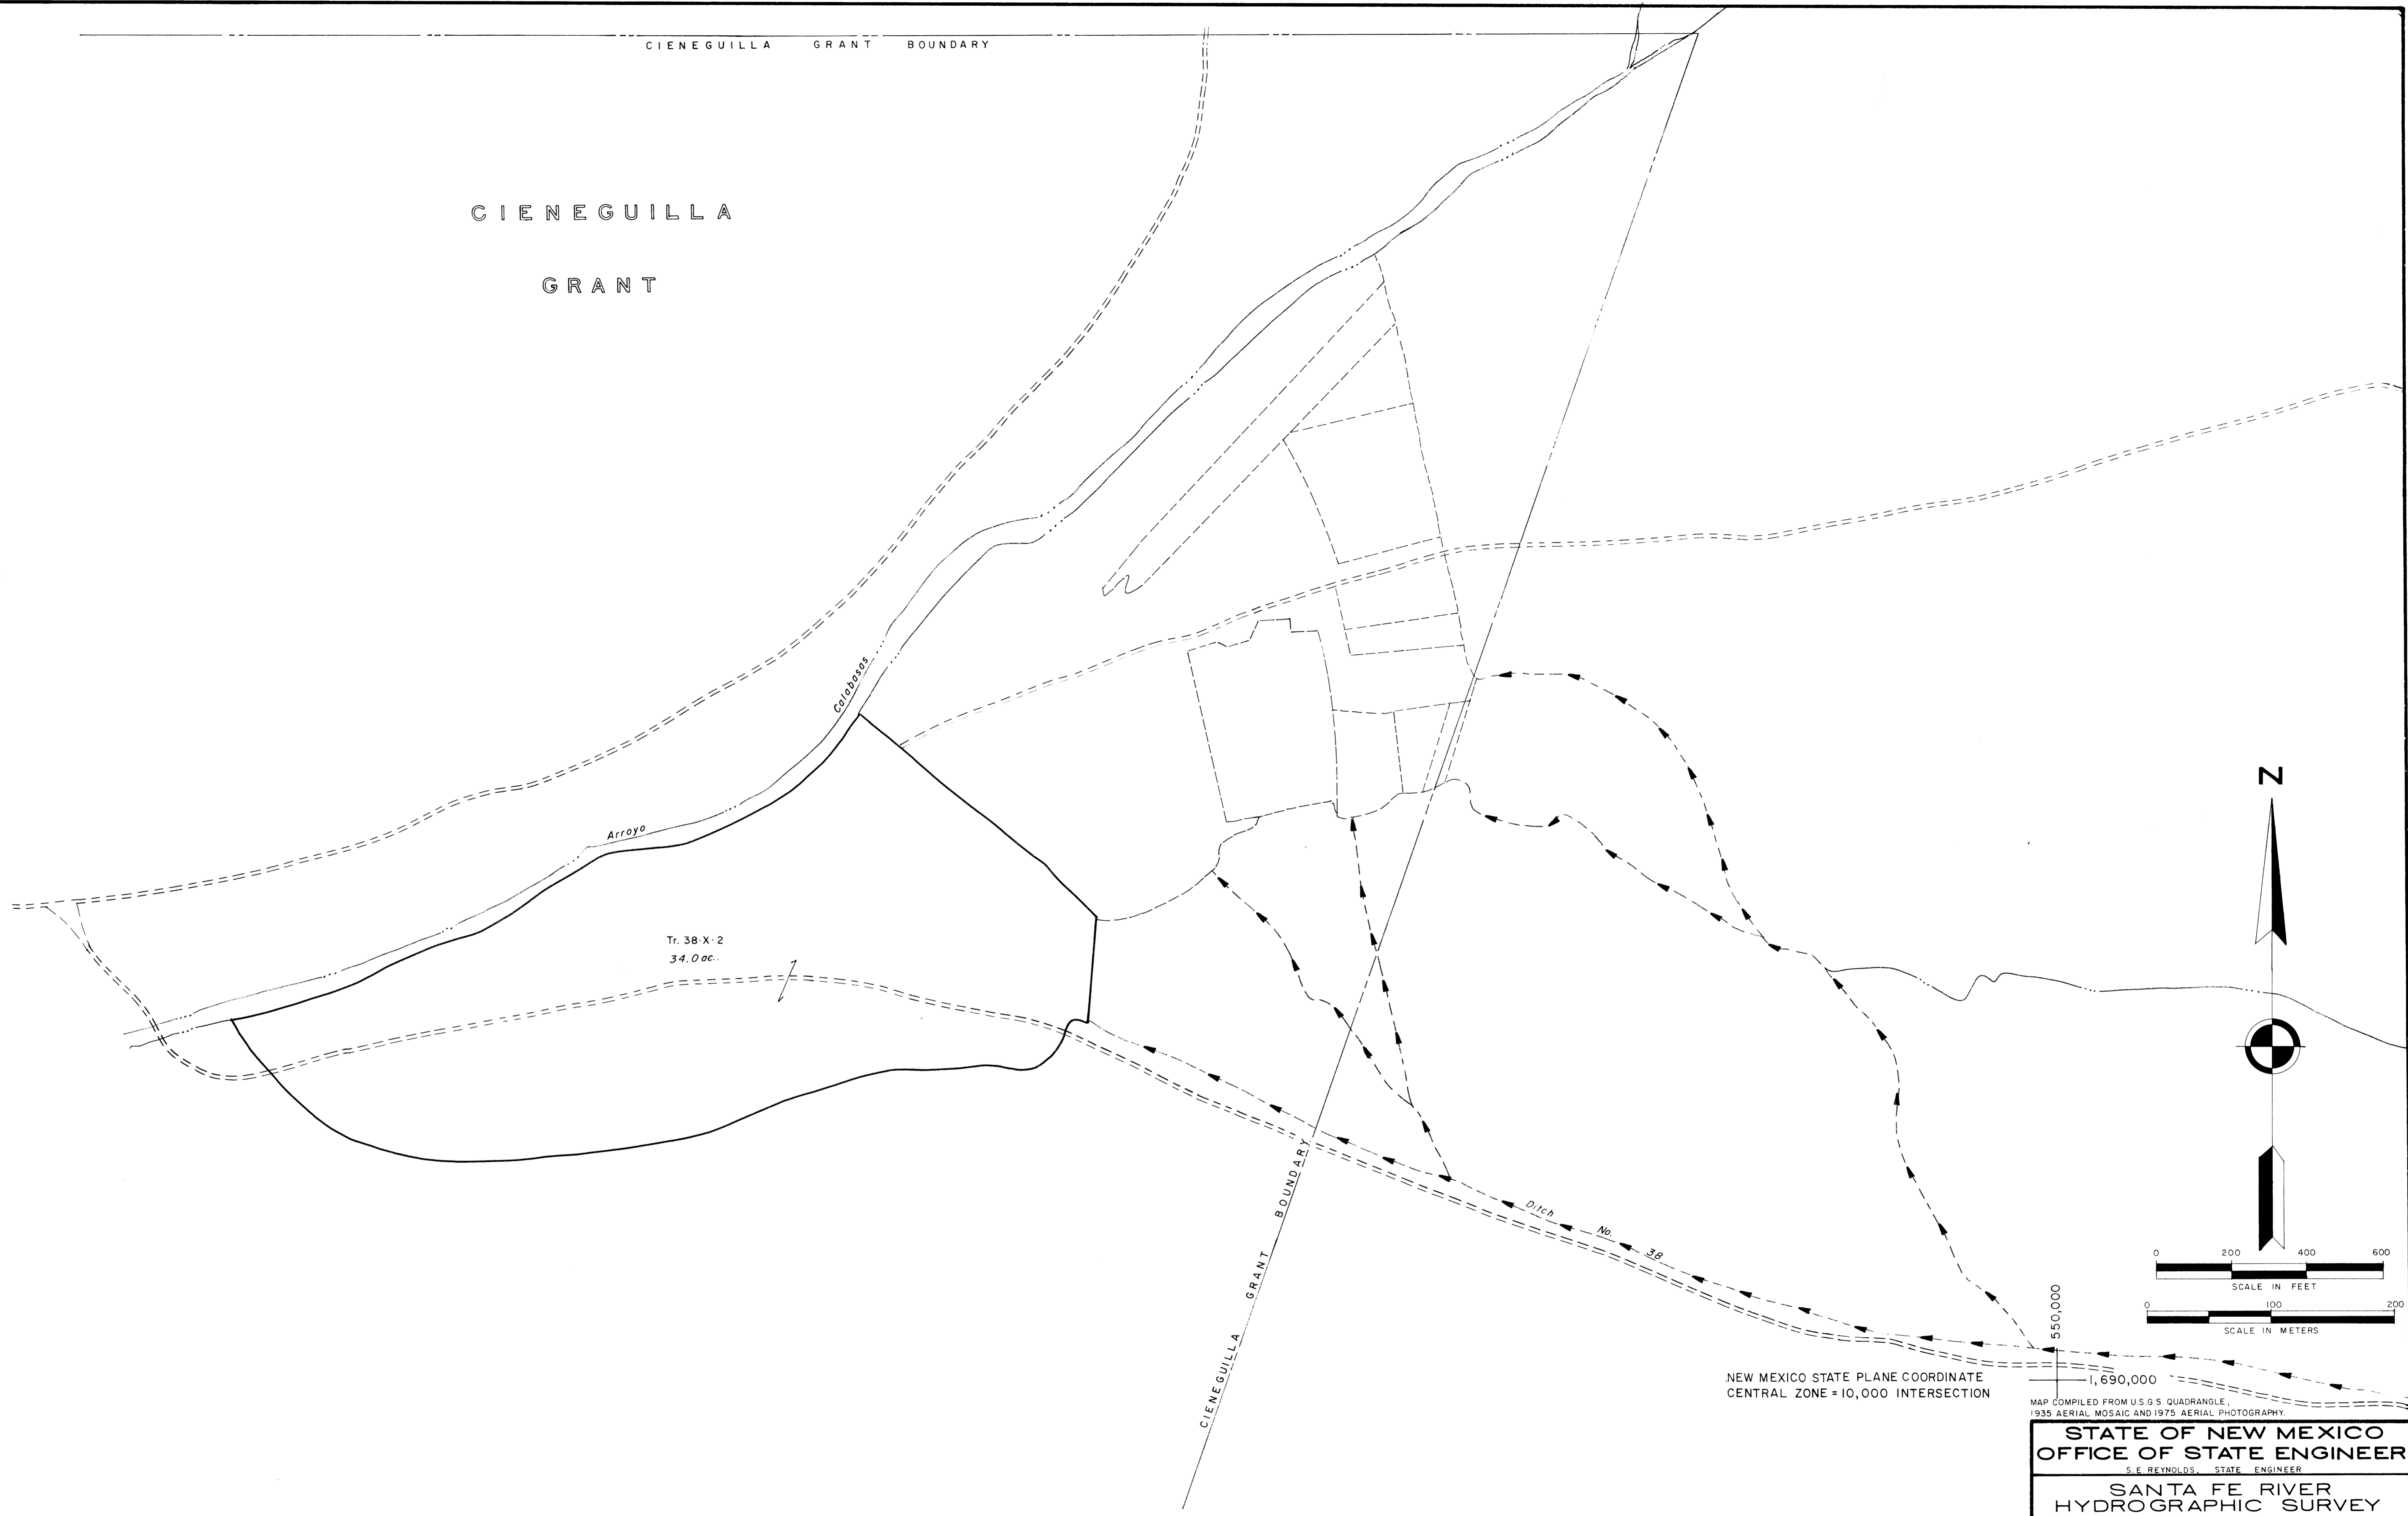 CIENEGUILLA GRANT BOUNDARY
CIENEGUILLA
GRANT
Calabasas
Arroyo
Tr. 38-X-2
34.0 ac.
N
0 200 400 600
SCALE IN FEET
0 100 200
SCALE IN METERS
Ditch No. 38
CIENEGUILLA GRANT BOUNDARY
550,000
1,690,000
NEW MEXICO STATE PLANE COORDINATE
CENTRAL ZONE = 10,000 INTERSECTION
MAP COMPILED FROM U.S.G.S. QUADRANGLE,
1935 AERIAL MOSAIC AND 1975 AERIAL PHOTOGRAPHY.
STATE OF NEW MEXICO
OFFICE OF STATE ENGINEER
S.E. REYNOLDS, STATE ENGINEER
SANTA FE RIVER
HYDROGRAPHIC SURVEY